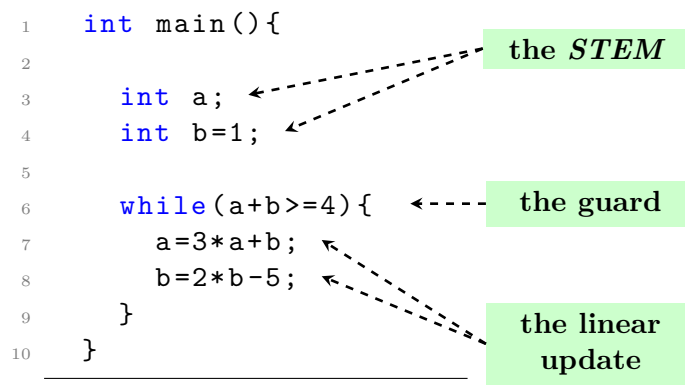 1 int main(){
2
3 int a;
4 int b=1;
5
6 while(a+b>=4){
7 a=3*a+b;
8 b=2*b-5;
9 }
10 }
the STEM
the guard
the linear
update